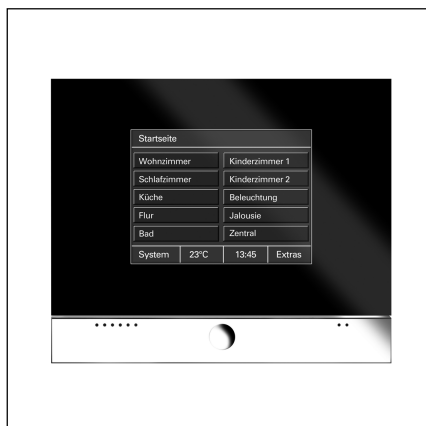 Startseite
Wohnzimmer Kinderzimmer 1
Schlafzimmer Kinderzimmer 2
Küche Beleuchtung
Flur Jalousie
Bad Zentral
System 23°C 13:45 Extras